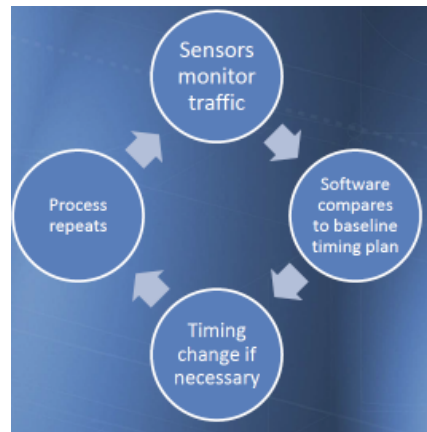 Sensors
monitor
traffic
Software
compares
to baseline
timing plan
Timing
change if
necessary
Process
repeats